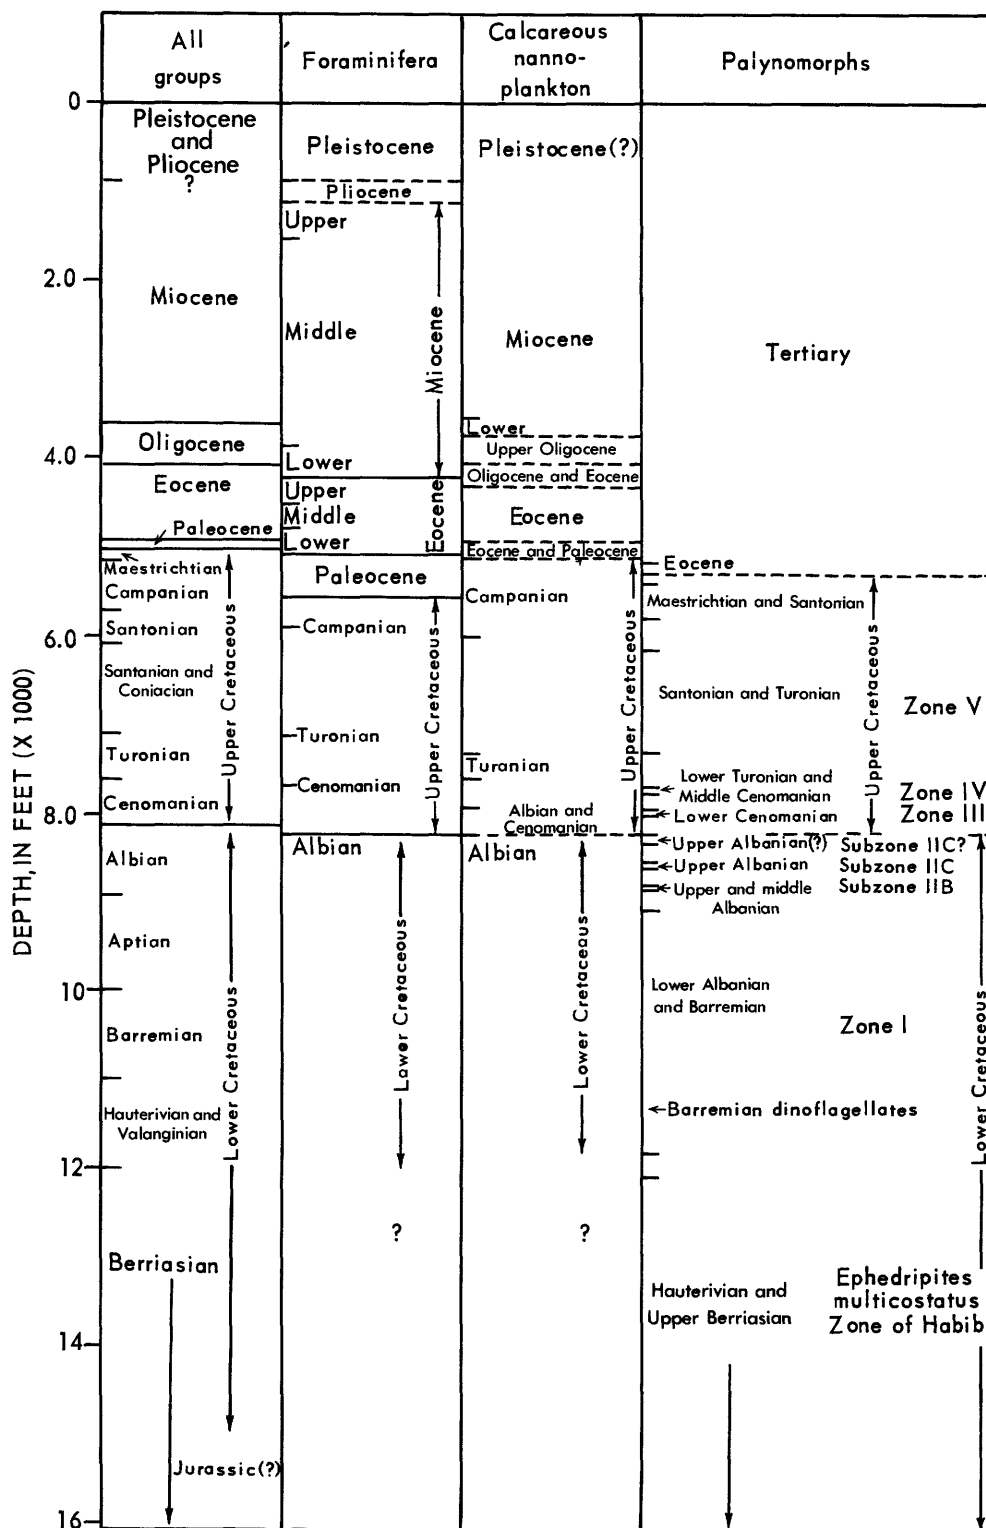 All
groups
Foraminifera
Calcareous
nanno-
plankton
Palynomorphs
DEPTH, IN FEET (X 1000)
0
2.0
4.0
6.0
8.0
10
12
14
16
Pleistocene
and
Pliocene
?
Miocene
Oligocene
Eocene
Paleocene
Maestrichtian
Campanian
Santonian
Santanian and
Coniacian
Turonian
Cenomanian
Upper Cretaceous
Albian
Aptian
Barremian
Hauterivian and
Valanginian
Lower Cretaceous
Berriasian
Jurassic(?)
Pleistocene
Pliocene
Upper
Middle
Lower
Miocene
Upper
Middle
Lower
Eocene
Paleocene
Campanian
Turonian
Cenomanian
Upper Cretaceous
Albian
Lawer Cretaceous
?
Pleistocene(?)
Miocene
Lower
Upper Oligocene
Oligocene and Eocene
Eocene
Eocene and Paleocene
Campanian
Turanian
Albian and
Cenomanian
Upper Cretaceous
Albian
Lower Cretaceous
?
Tertiary
Eocene
Maestrichtian and Santonian
Santonian and Turonian
Zone V
Lower Turonian and
Middle Cenomanian
Zone IV
Lower Cenomanian
Zone III
Upper Cretaceous
Upper Albanian(?)
Subzone IIC?
Upper Albanian
Subzone IIC
Upper and middle
Albanian
Subzone IIB
Lower Albanian
and Barremian
Zone I
Barremian dinoflagellates
Lower Cretaceous
Hauterivian and
Upper Berriasian
Ephedripites
multicostatus
Zone of Habib